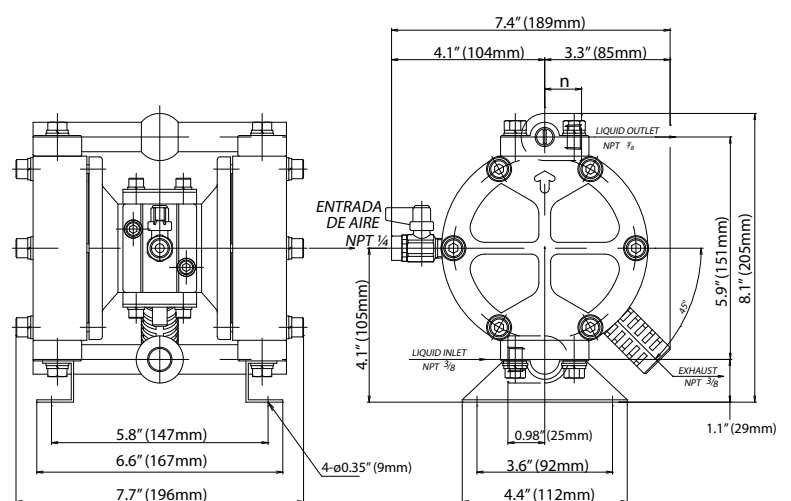 7.4” (189mm)
4.1” (104mm)
3.3” (85mm)
n
LIQUID OUTLET
NPT ⅜
ENTRADA
DE AIRE
NPT ¼
4.1” (105mm)
5.9” (151mm)
8.1” (205mm)
45°
LIQUID INLET
NPT ⅜
EXHAUST
NPT ⅜
1.1” (29mm)
0.98” (25mm)
3.6” (92mm)
4.4” (112mm)
5.8” (147mm)
6.6” (167mm)
7.7” (196mm)
4-ø0.35” (9mm)